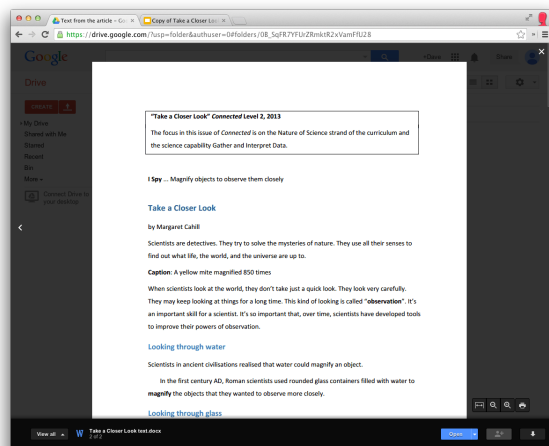 Text from the article – Go
Copy of Take a Closer Loo
https://drive.google.com/?usp=folder&authuser=0#folders/0B_SqFR7YFUrZRmktR2xVamFfU28
Google
+Dave
Share
Drive
CREATE
My Drive
Shared with Me
Starred
Recent
Bin
More
Connect Drive to
your desktop
"Take a Closer Look" Connected Level 2, 2013
The focus in this issue of Connected is on the Nature of Science strand of the curriculum and
the science capability Gather and Interpret Data.
I Spy ... Magnify objects to observe them closely
Take a Closer Look
by Margaret Cahill
Scientists are detectives. They try to solve the mysteries of nature. They use all their senses to
find out what life, the world, and the universe are up to.
Caption: A yellow mite magnified 850 times
When scientists look at the world, they don't take just a quick look. They look very carefully.
They may keep looking at things for a long time. This kind of looking is called "observation". It's
an important skill for a scientist. It's so important that, over time, scientists have developed tools
to improve their powers of observation.
Looking through water
Scientists in ancient civilisations realised that water could magnify an object.
In the first century AD, Roman scientists used rounded glass containers filled with water to
magnify the objects that they wanted to observe more closely.
Looking through glass
View all
W
Take a Closer Look text.docx
2 of 2
Open